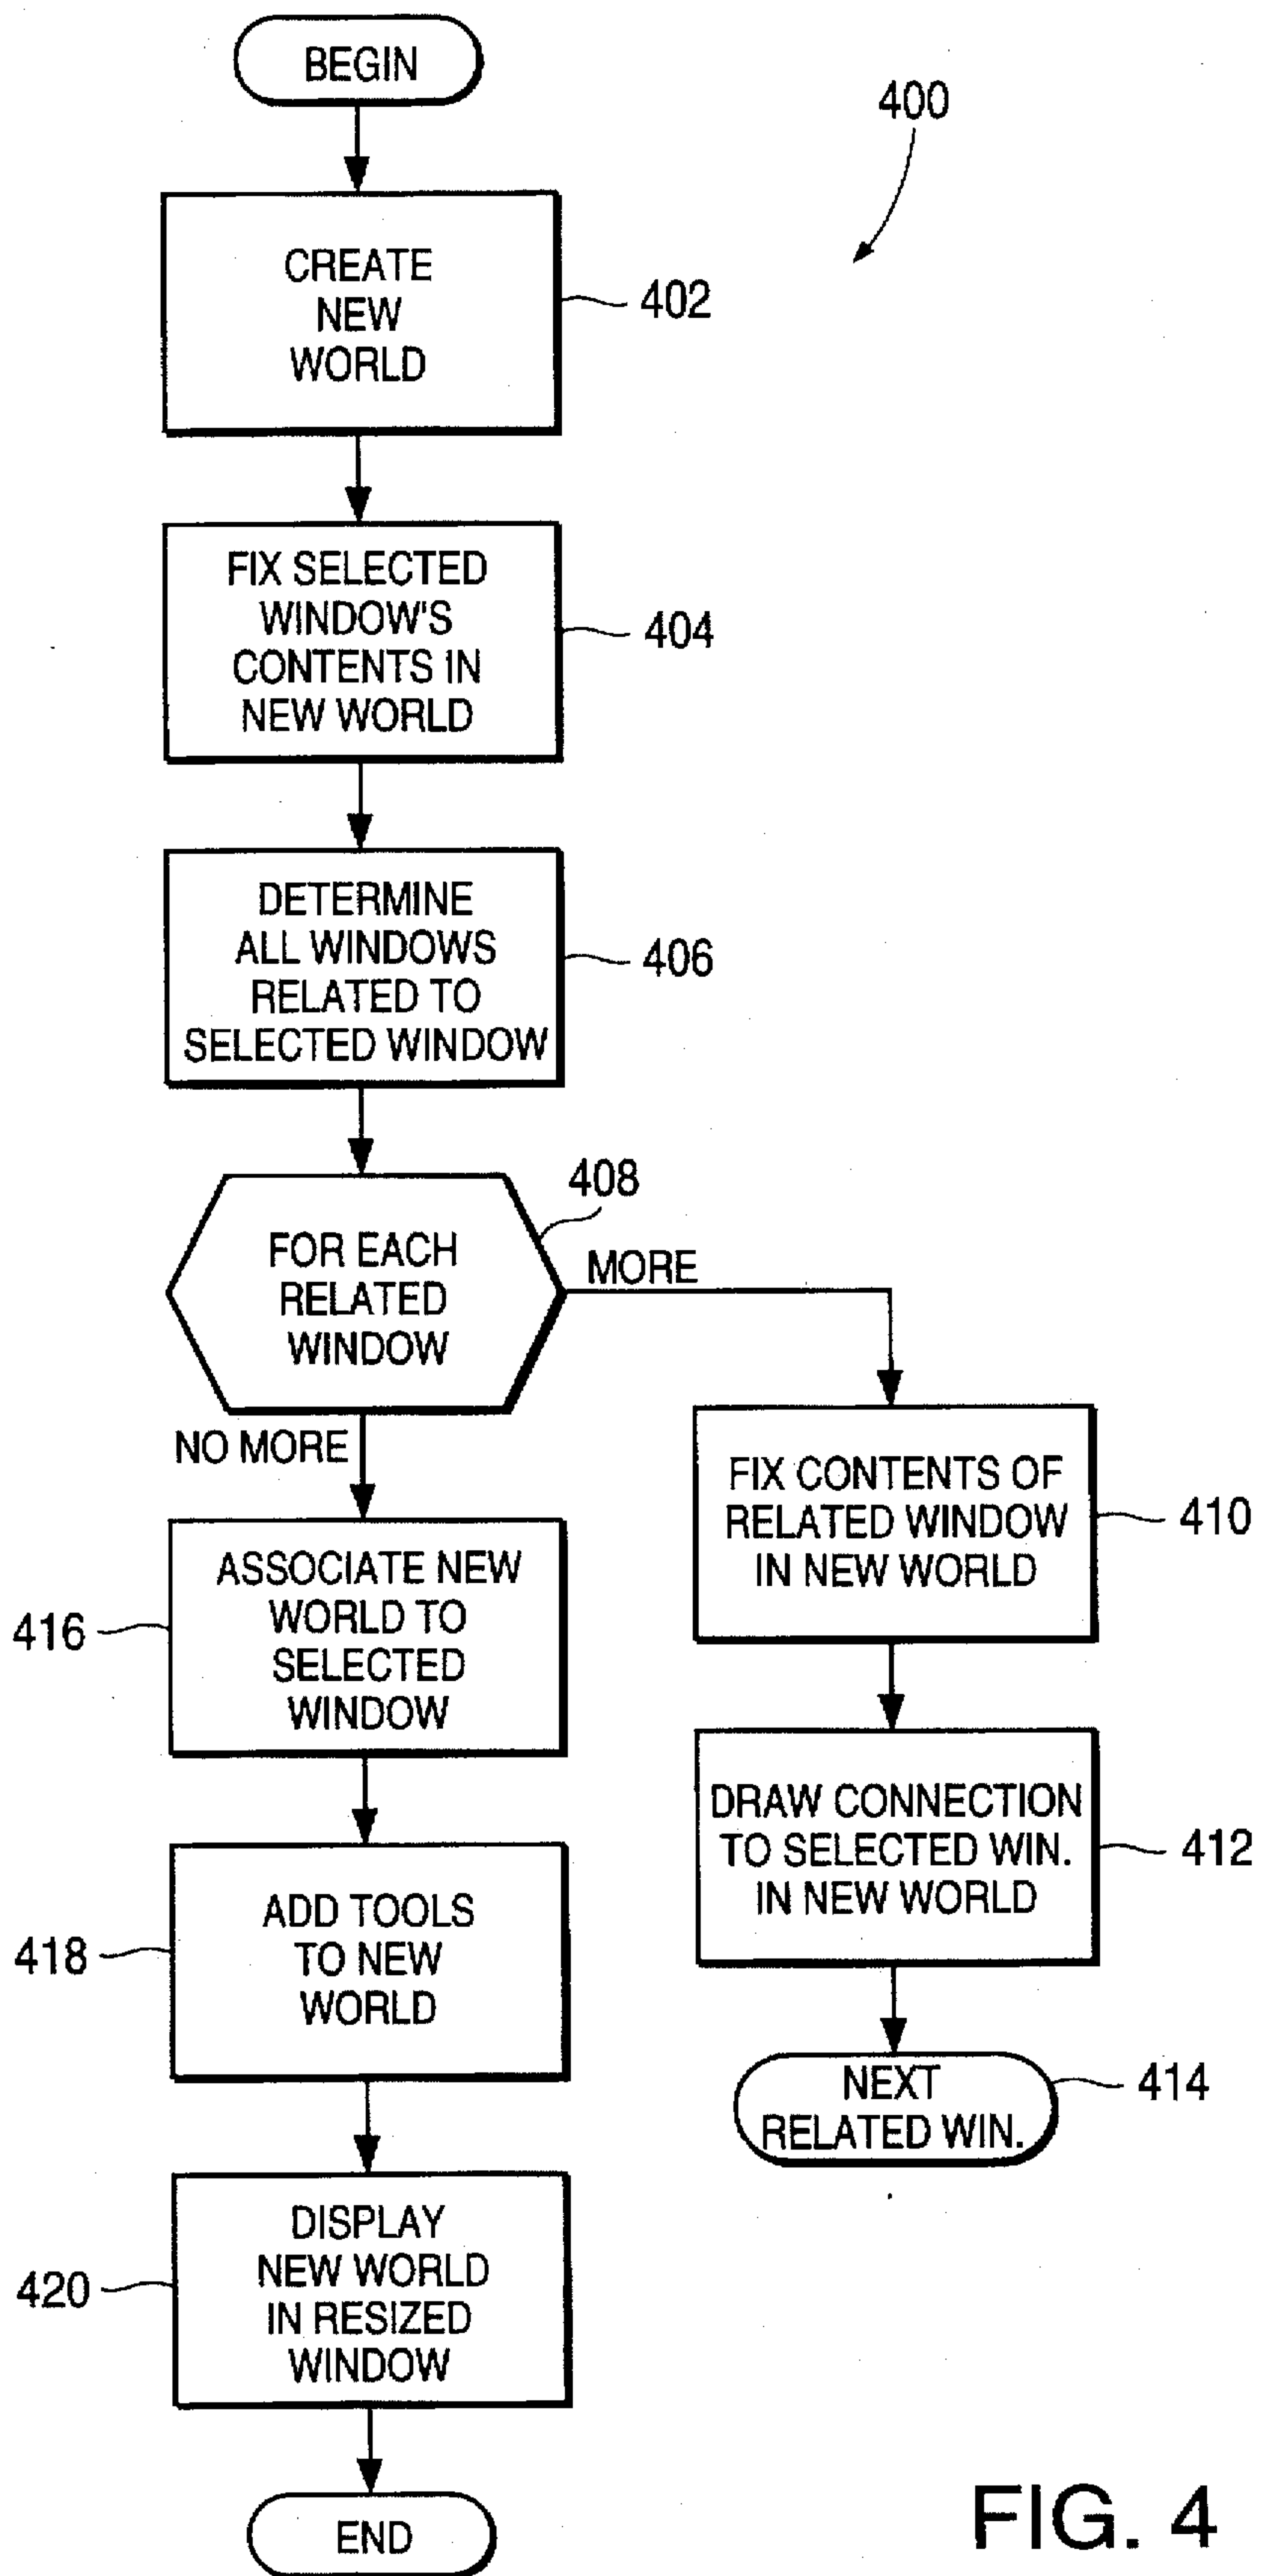 BEGIN
400
CREATE
NEW
WORLD
402
FIX SELECTED
WINDOW'S
CONTENTS IN
NEW WORLD
404
DETERMINE
ALL WINDOWS
RELATED TO
SELECTED WINDOW
406
408
FOR EACH
RELATED
WINDOW
MORE
NO MORE
FIX CONTENTS OF
RELATED WINDOW
IN NEW WORLD
410
ASSOCIATE NEW
WORLD TO
SELECTED
WINDOW
416
DRAW CONNECTION
TO SELECTED WIN.
IN NEW WORLD
412
ADD TOOLS
TO NEW
WORLD
418
NEXT
RELATED WIN.
414
DISPLAY
NEW WORLD
IN RESIZED
WINDOW
420
END
FIG. 4